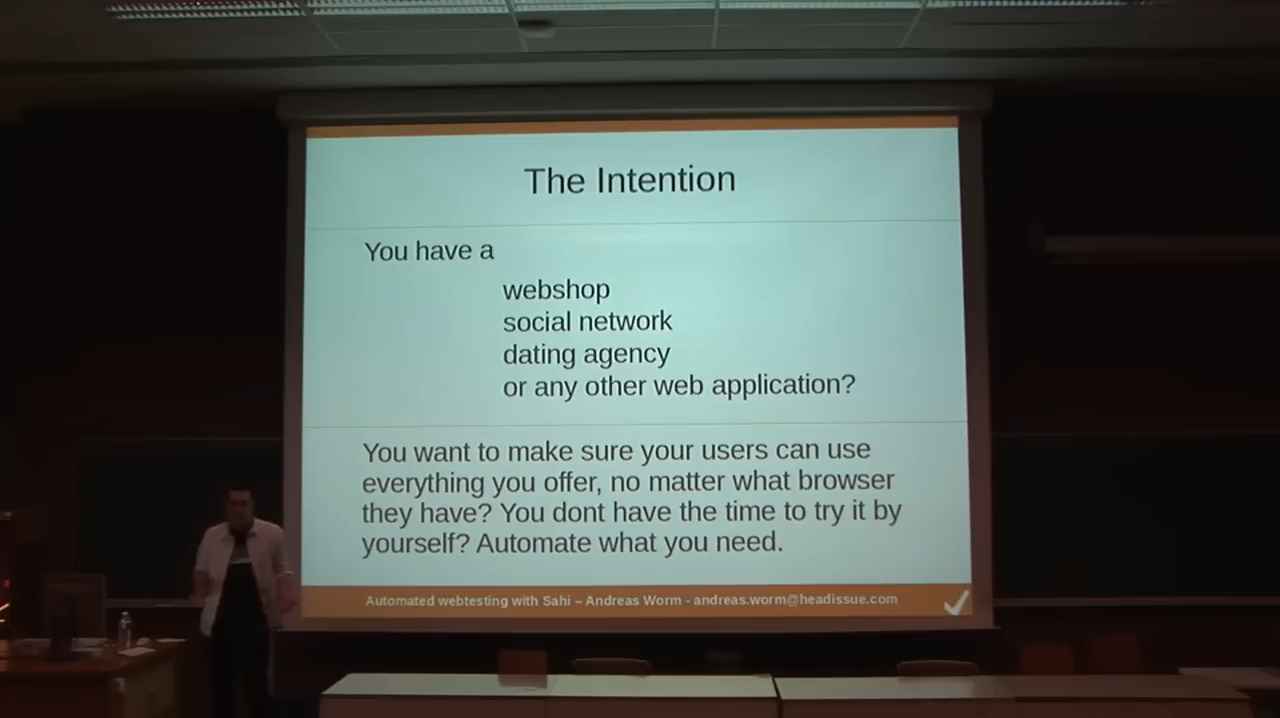 The Intention
You have a
webshop
social network
dating agency
or any other web application?
You want to make sure your users can use
everything you offer, no matter what browser
they have? You dont have the time to try it by
yourself? Automate what you need.
Automated webtesting with Sahi – Andreas Worm - andreas.worm@headissue.com